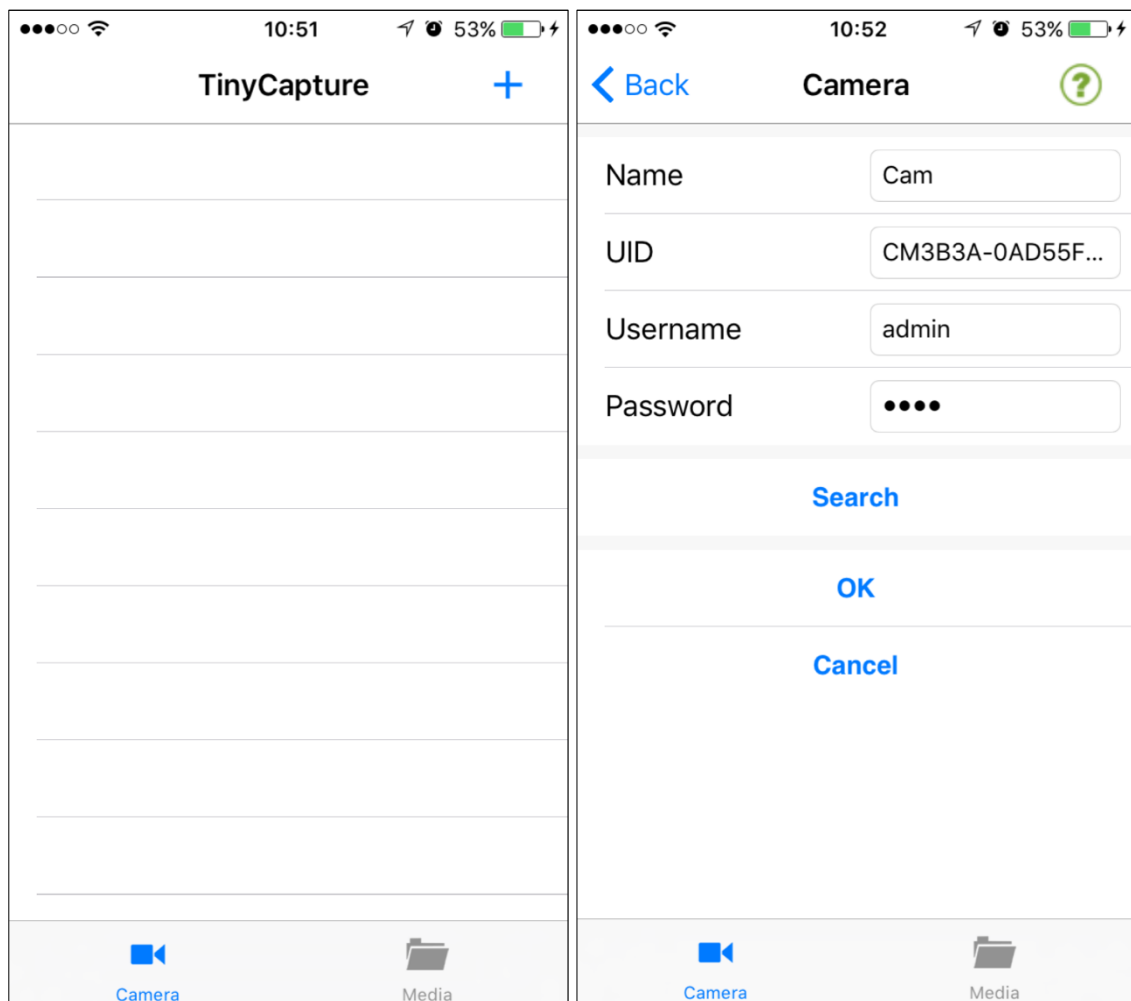 10:51
53%
TinyCapture
+
Camera
Media
10:52
53%
Back
Camera
?
Name
Cam
UID
CM3B3A-0AD55F...
Username
admin
Password
••••
Search
OK
Cancel
Camera
Media